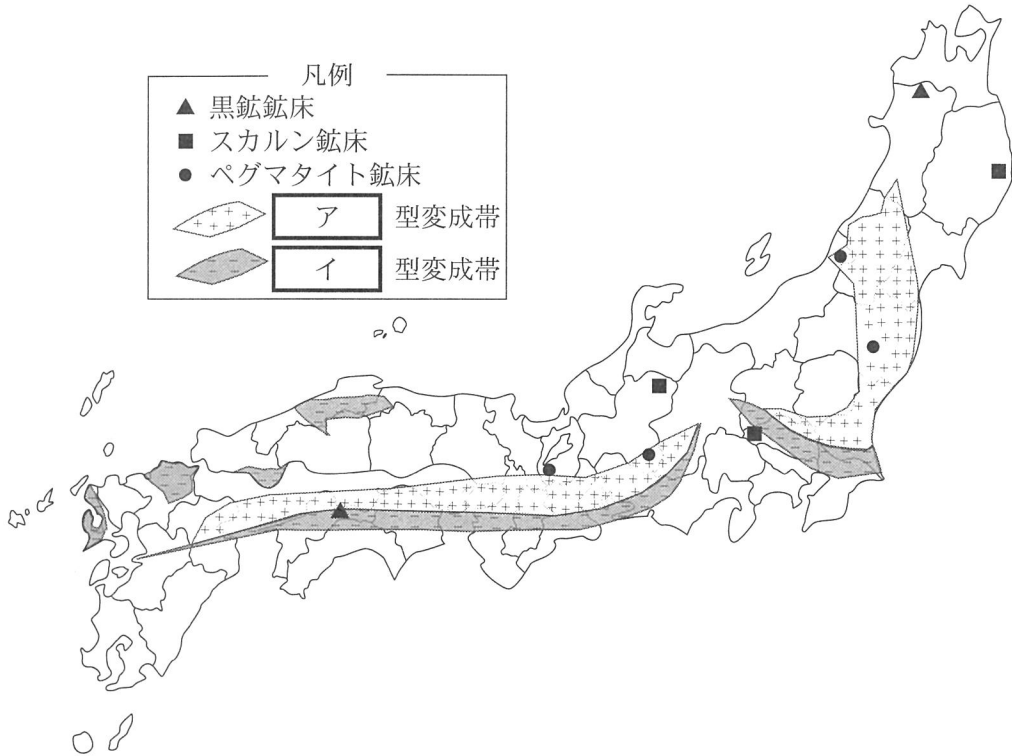 凡例
黒鉱鉱床
スカルン鉱床
ペグマタイト鉱床
ア 型変成帯
イ 型変成帯